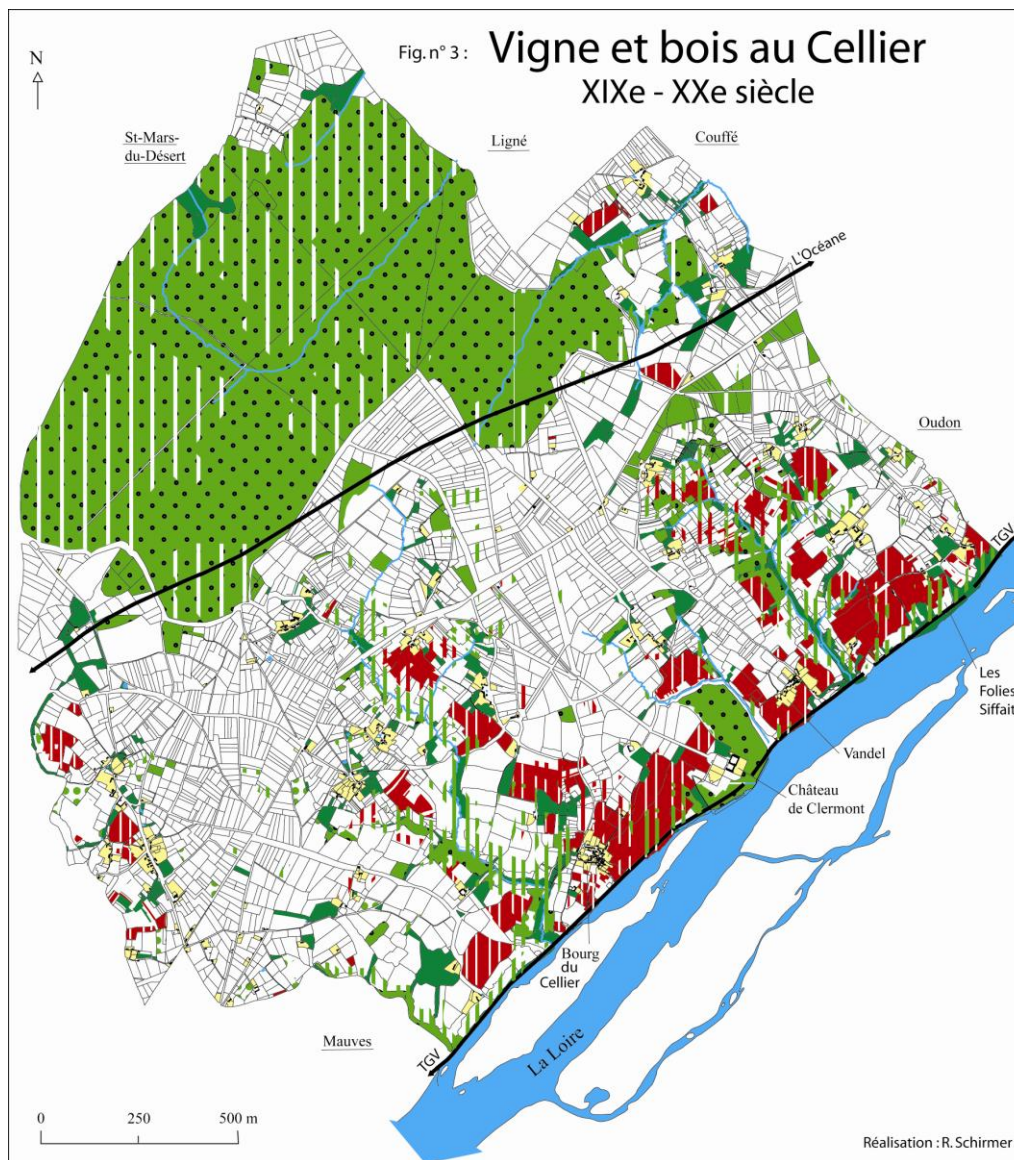 Fig. n° 3 : Vigne et bois au Cellier
XIXe - XXe siècle
N
St-Mars-
du-Désert
Ligné
Couffé
L'Océane
Oudon
TGV
Les
Folies
Siffait
Vandel
Château
de Clermont
Bourg
du
Cellier
La Loire
Mauves
TGV
0 250 500 m
Réalisation : R. Schirmer